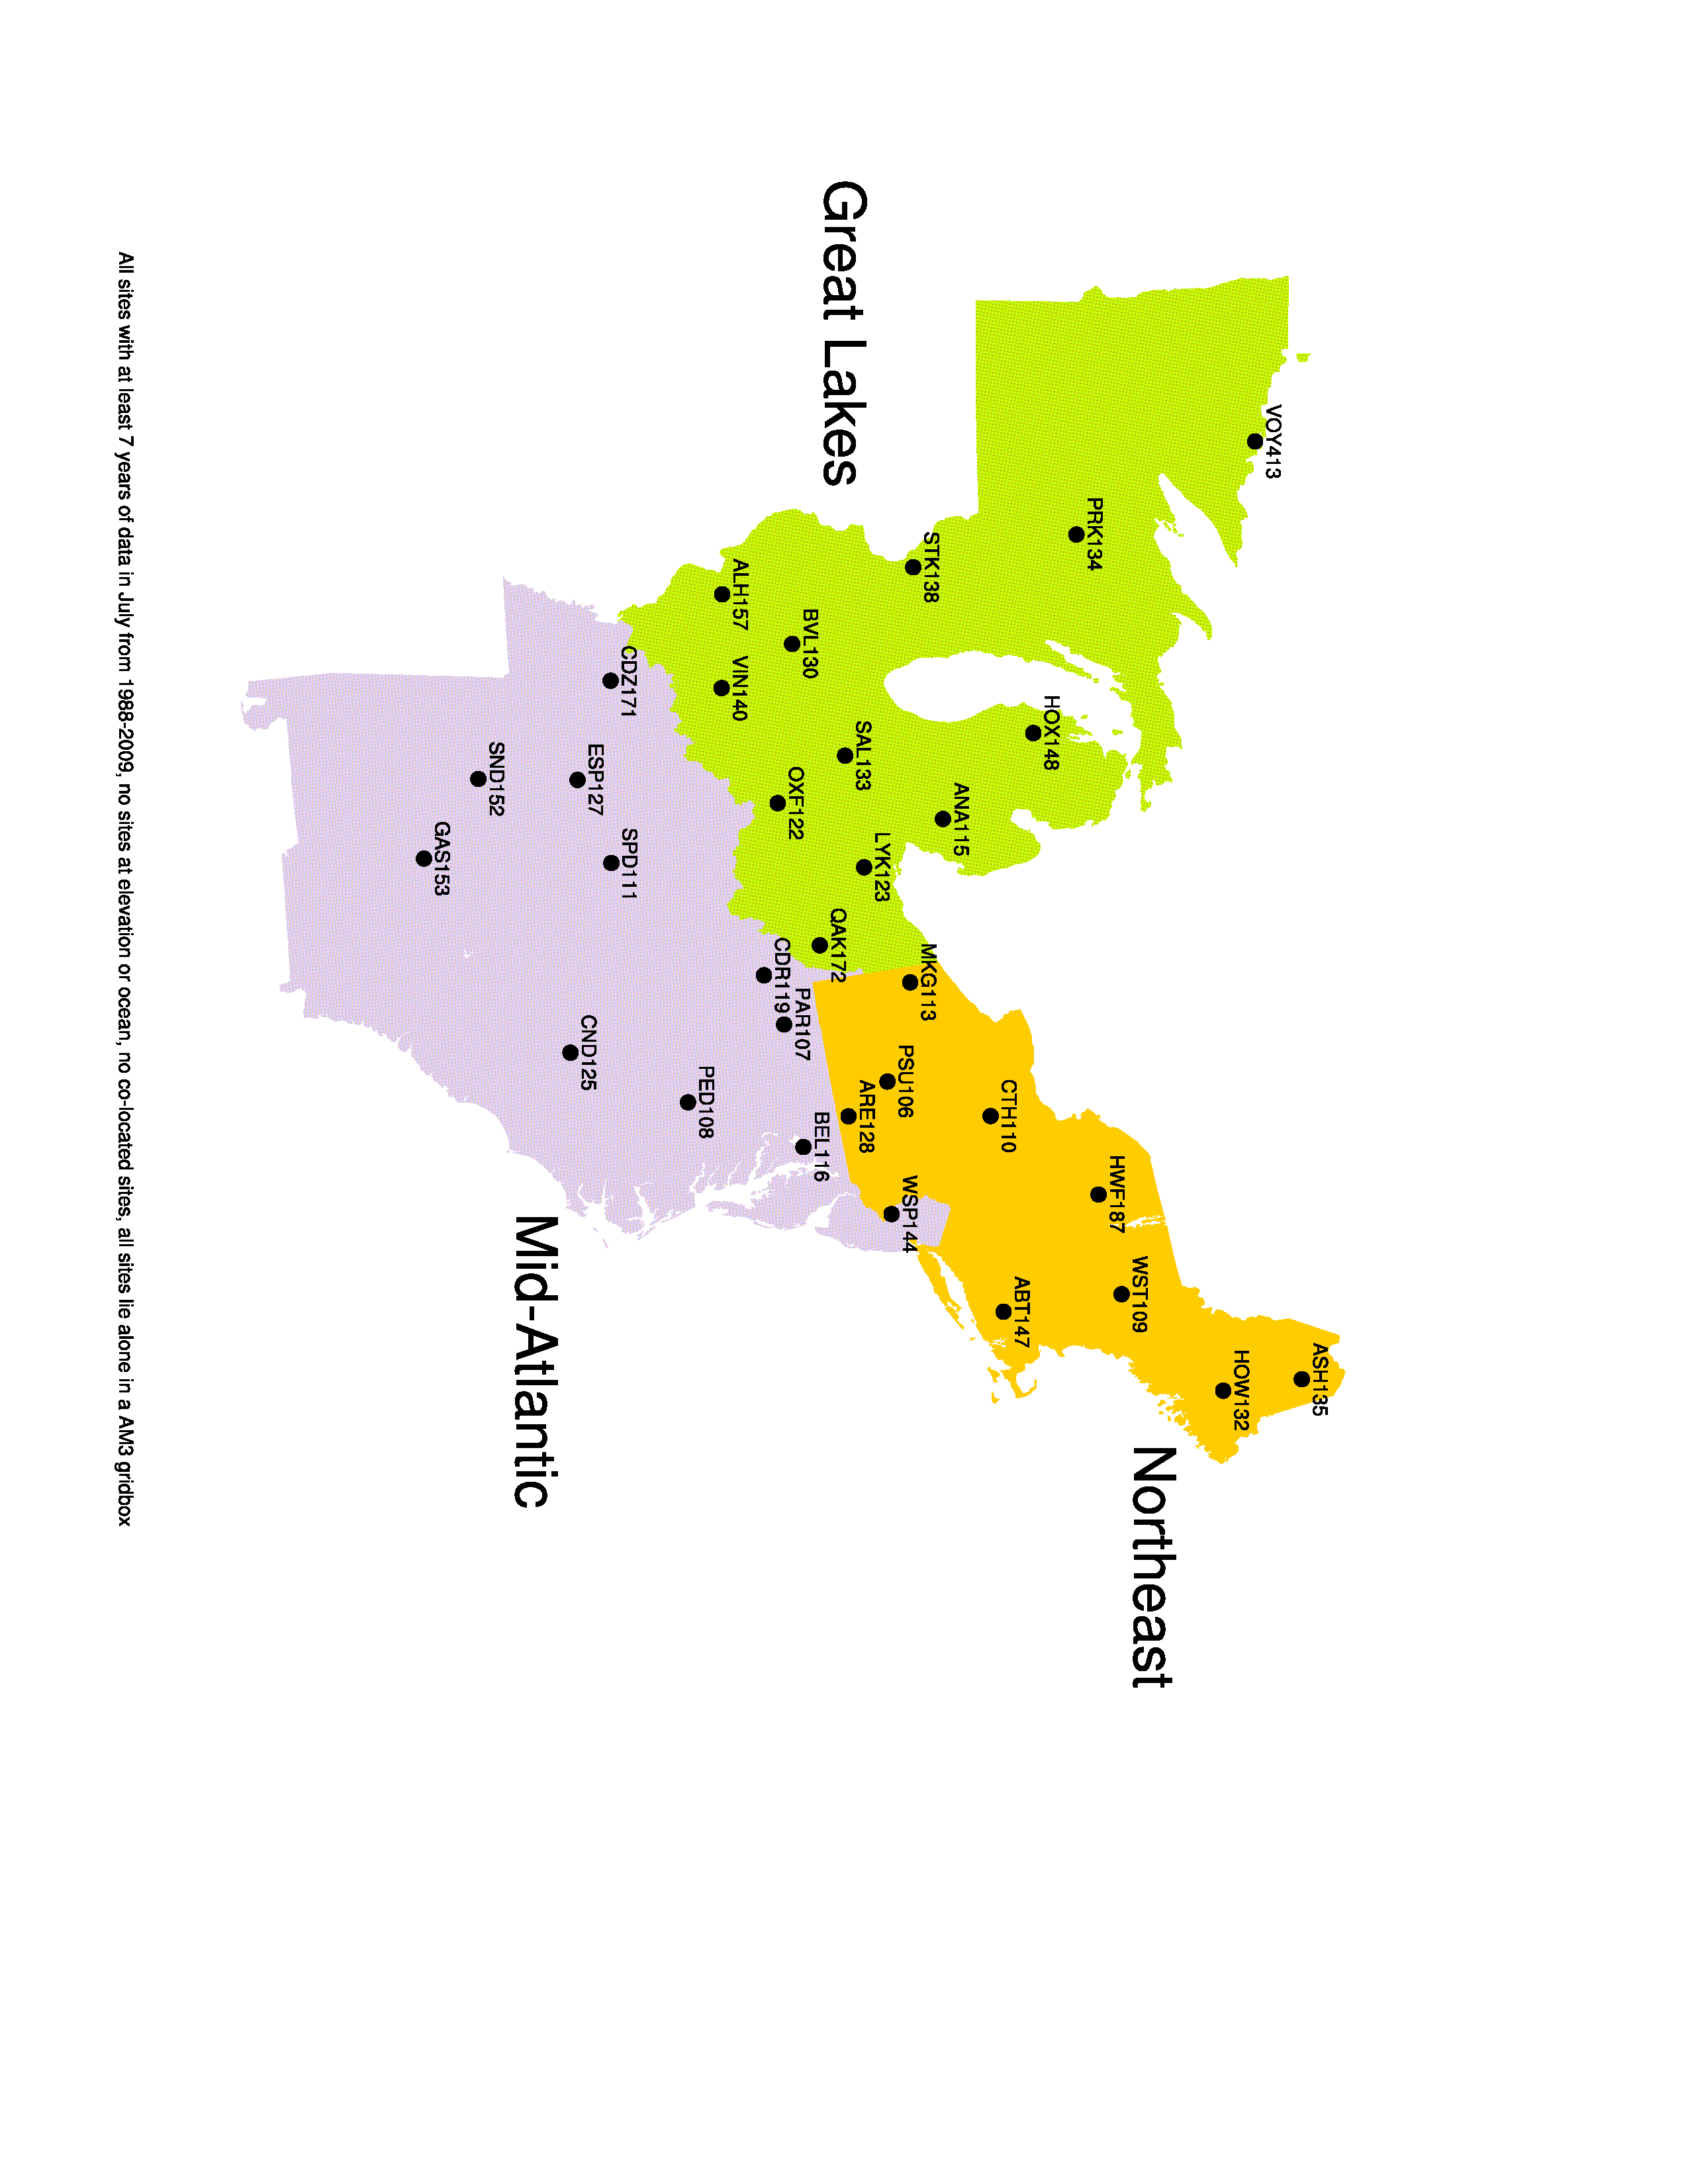 VOY413
ASH135
HOW132
WST109
HWF187
PRK134
HOX148
ABT147
CTH110
Northeast
ANA115
STK138
MKG113
WSP144
PSU106
LYK123
ARE128
SAL133
Great Lakes
QAK172
BVL130
BEL116
PAR107
OXF122
CDR119
ALH157
VIN140
PED108
CDZ171
SPD111
ESP127
CND125
Mid-Atlantic
SND152
GAS153
All sites with at least 7 years of data in July from 1988-2009, no sites at elevation or ocean, no co-located sites, all sites lie alone in a AM3 gridbox